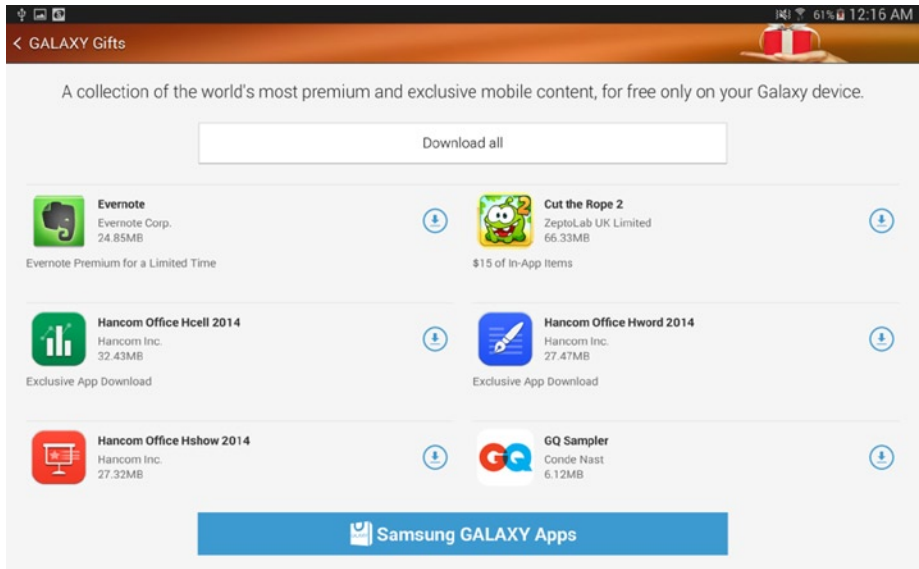 61% 12:16 AM
< GALAXY Gifts
A collection of the world's most premium and exclusive mobile content, for free only on your Galaxy device.
Download all
Evernote
Evernote Corp.
24.85MB
Evernote Premium for a Limited Time
Cut the Rope 2
ZeptoLab UK Limited
66.33MB
$15 of In-App Items
Hancom Office Hcell 2014
Hancom Inc.
32.43MB
Exclusive App Download
Hancom Office Hword 2014
Hancom Inc.
27.47MB
Exclusive App Download
Hancom Office Hshow 2014
Hancom Inc.
27.32MB
GQ
GQ Sampler
Conde Nast
6.12MB
Samsung GALAXY Apps